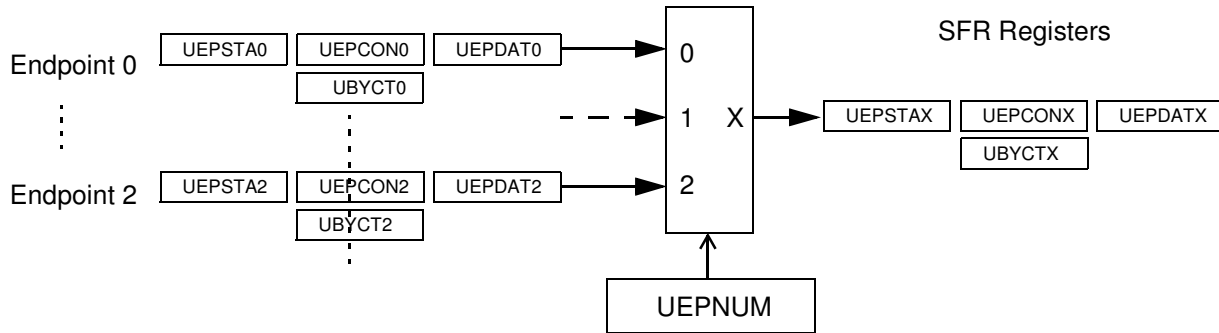 SFR Registers
Endpoint 0 UEPSTA0 UEPCON0 UEPDAT0 0
UBYCT0
1 X UEPSTAX UEPCONX UEPDATX
UBYCTX
Endpoint 2 UEPSTA2 UEPCON2 UEPDAT2 2
UBYCT2
UEPNUM